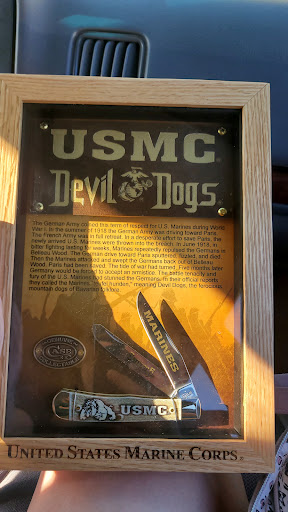 USMC
Devil Dogs
The German Army coined this term of respect for U.S. Marines during World
War I. In the summer of 1918 the German Army was driving toward Paris.
The French Army was in full retreat. In a desperate effort to save Paris, the
newly arrived U.S. Marines were thrown into the breach. In June 1918, in
bitter fighting lasting for weeks, Marines repeatedly repulsed the Germans in
Belleau Wood. The German drive toward Paris sputtered, fizzled, and died.
Then the Marines attacked and swept the Germans back out of Belleau
Wood. Paris had been saved. The tide of war had turned. Five months later
Germany would be forced to accept an armistice. The battle tenacity and
fury of the U.S. Marines had stunned the Germans. In their official reports,
they called the Marines, meaning Devil Dogs, the ferocious
mountain dogs of Bavarian folklore.
MARINES
CASE
USMC
UNITED STATES MARINE CORPS®